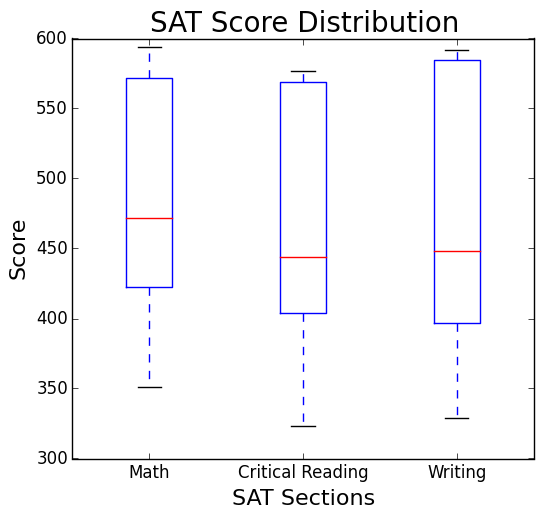 SAT Score Distribution
600
550
500
450
400
350
300
Score
Math Critical Reading Writing
SAT Sections